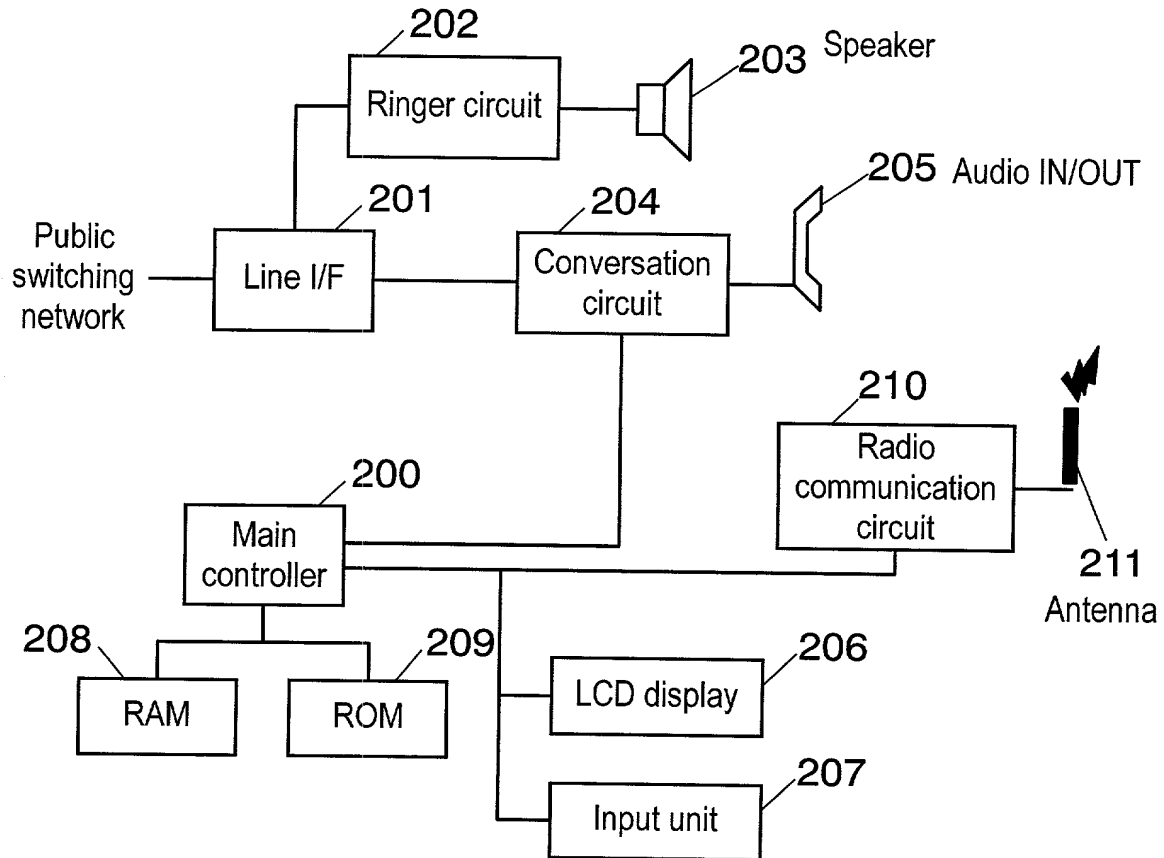 202
Ringer circuit
203
Speaker
201
Line I/F
Public
switching
network
204
Conversation
circuit
205
Audio IN/OUT
210
Radio
communication
circuit
211
Antenna
200
Main
controller
208
RAM
209
ROM
206
LCD display
207
Input unit